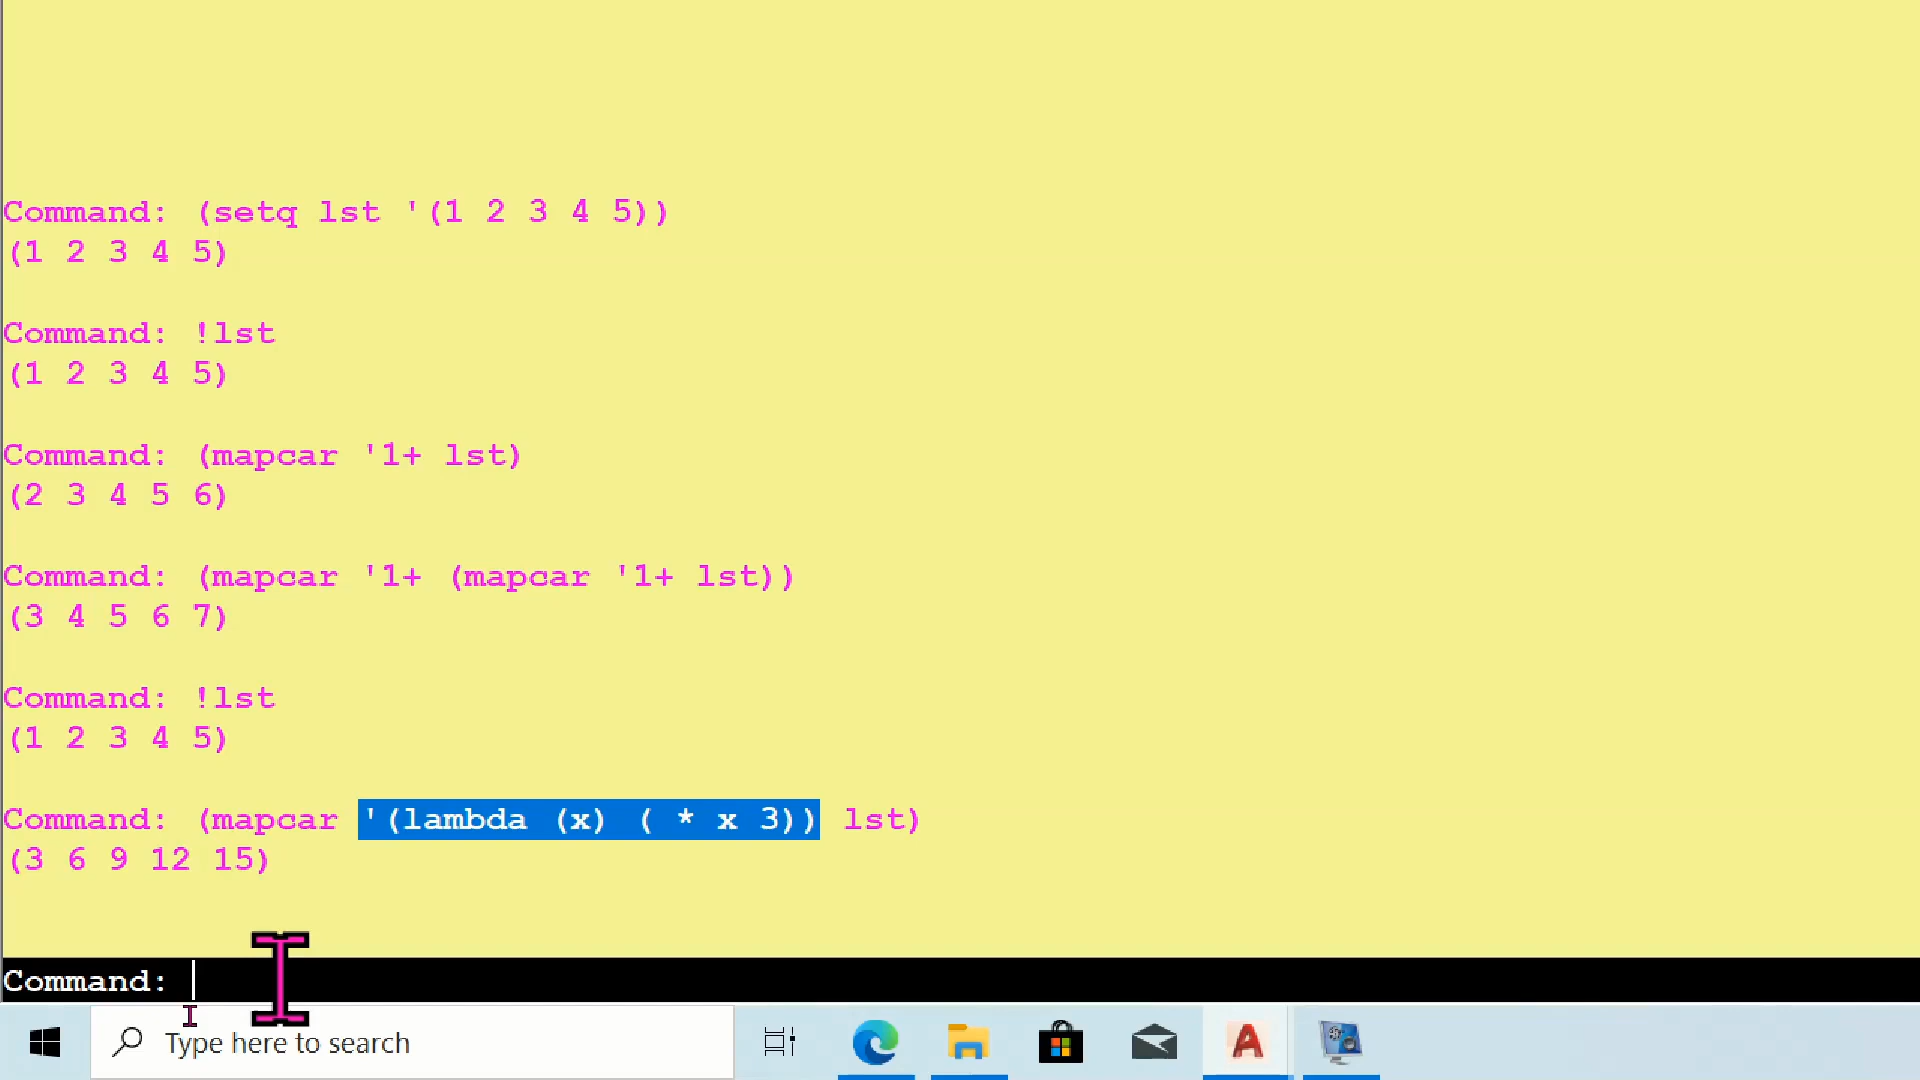 Command: (setq lst '(1 2 3 4 5))
(1 2 3 4 5)
Command: !lst
(1 2 3 4 5)
Command: (mapcar '1+ lst)
(2 3 4 5 6)
Command: (mapcar '1+ (mapcar '1+ lst))
(3 4 5 6 7)
Command: !lst
(1 2 3 4 5)
Command: (mapcar '(lambda (x) ( * x 3)) lst)
(3 6 9 12 15)
Command:
Type here to search